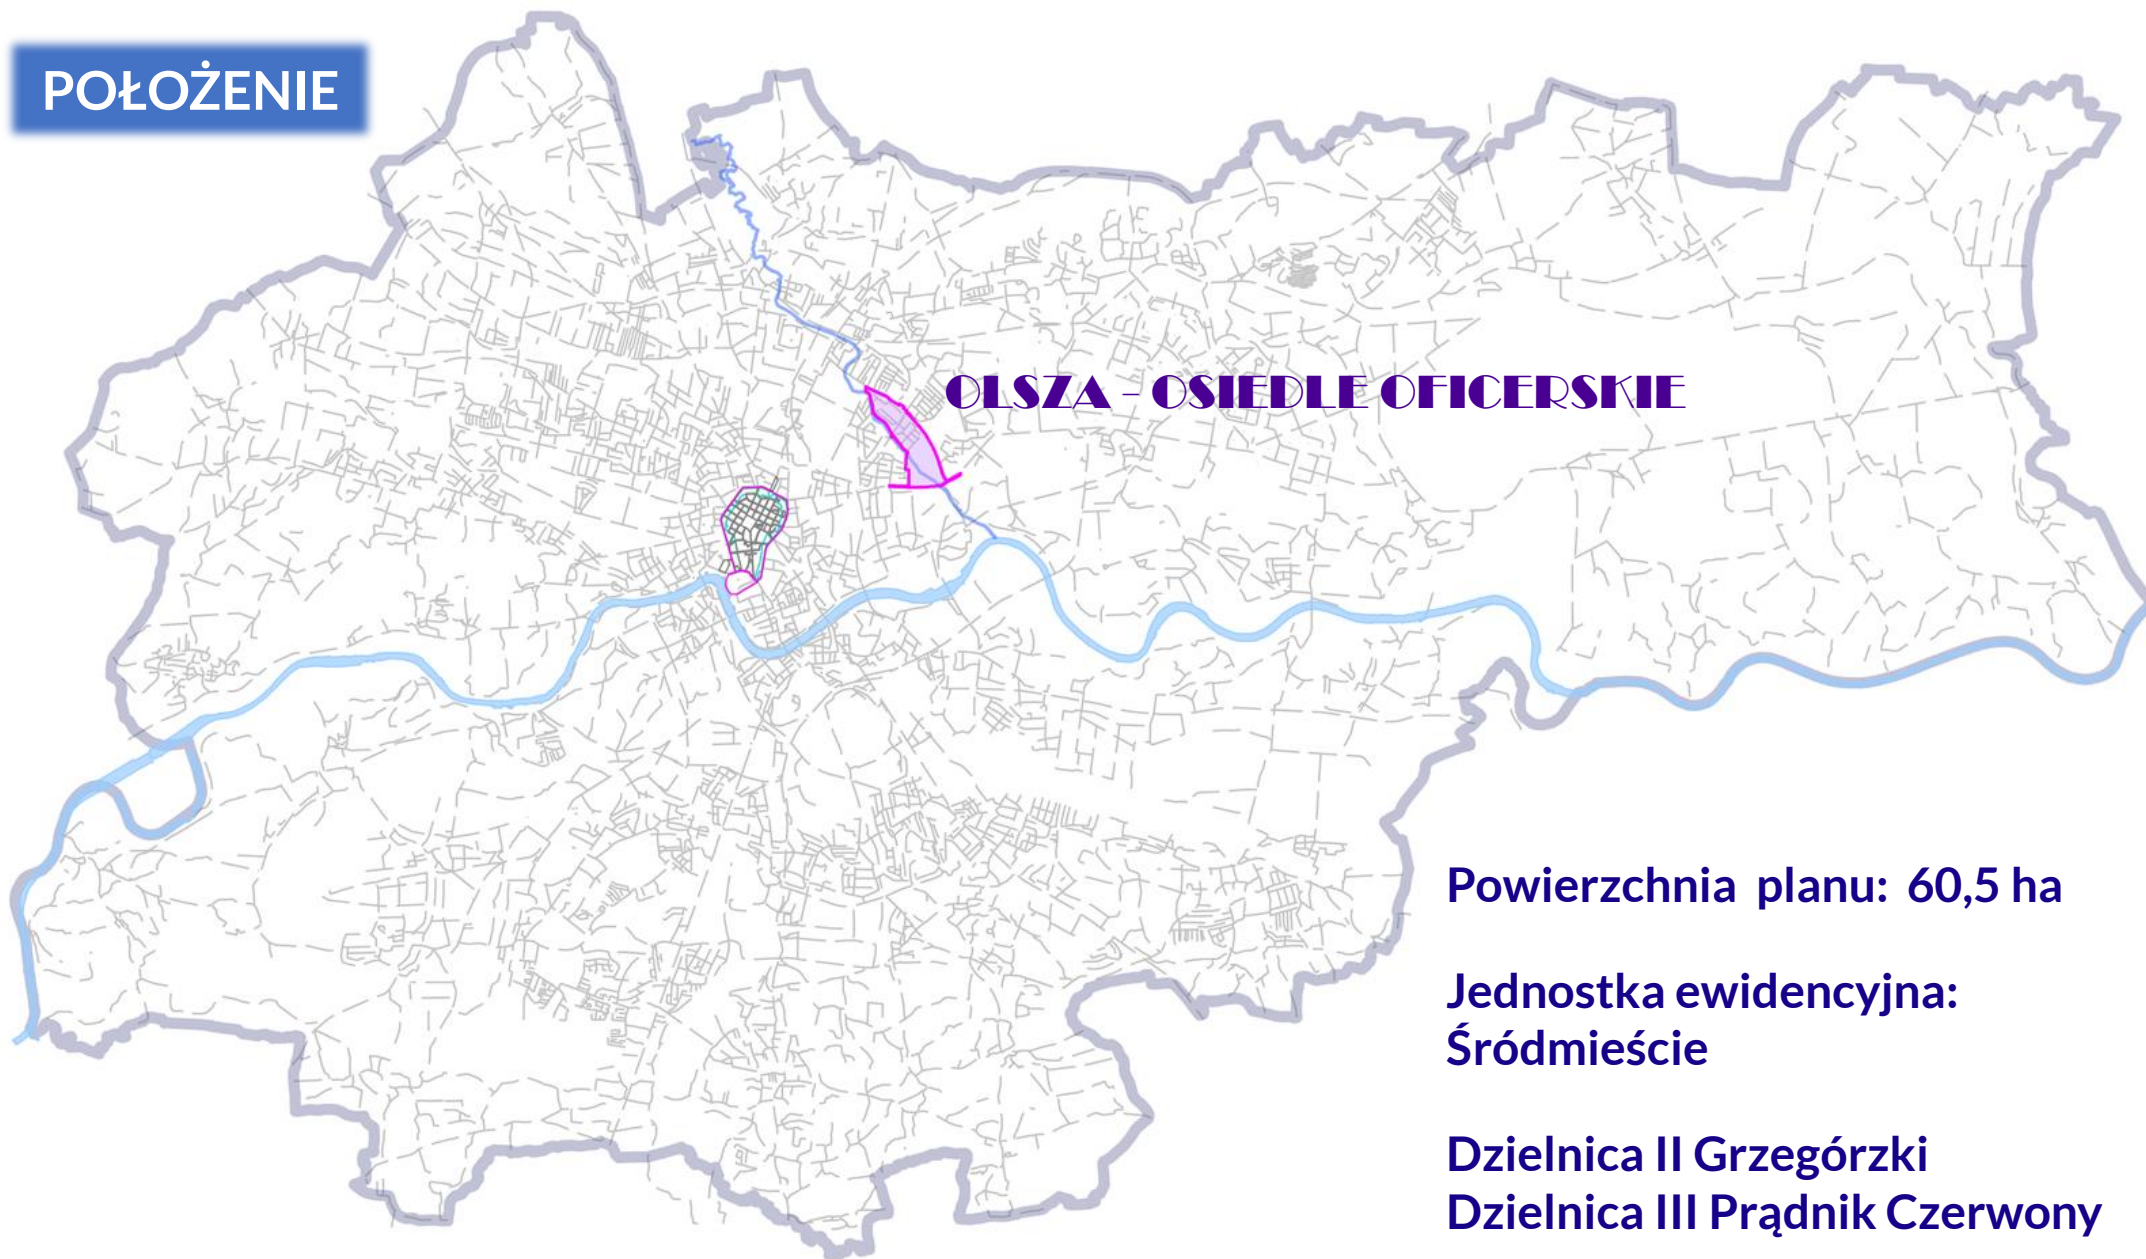 POŁOŻENIE
OLSZA - OSIEDLE OFICERSKIE
Powierzchnia planu: 60,5 ha
Jednostka ewidencyjna:
Śródmieście
Dzielnica II Grzegórzki
Dzielnica III Prądnik Czerwony